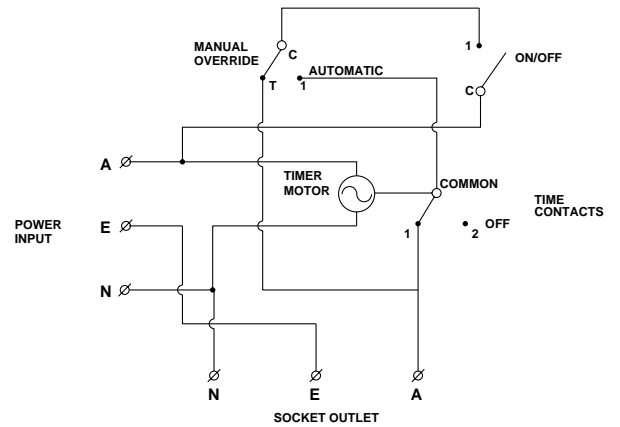 MANUAL
OVERRIDE
C
1
ON/OFF
AUTOMATIC
T
1
C
A
TIMER
MOTOR
COMMON
TIME
CONTACTS
POWER
INPUT
E
1
2
OFF
N
N
E
A
SOCKET OUTLET